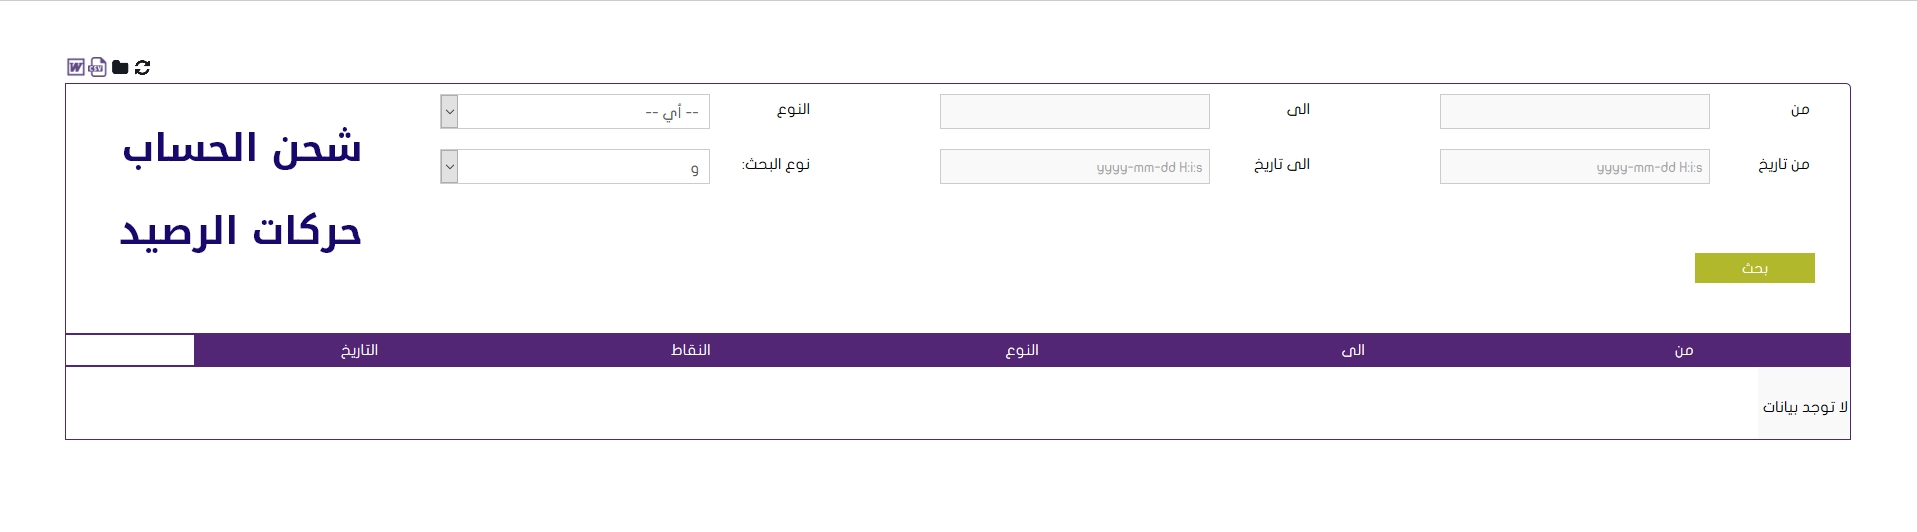 من
الى
النوع
-- أي --
من تاريخ
yyyy-mm-dd H:i:s
الى تاريخ
yyyy-mm-dd H:i:s
نوع البحث:
و
شحن الحساب
حركات الرصيد
بحث
من الى النوع النقاط التاريخ
لا توجد بيانات
W
CSV